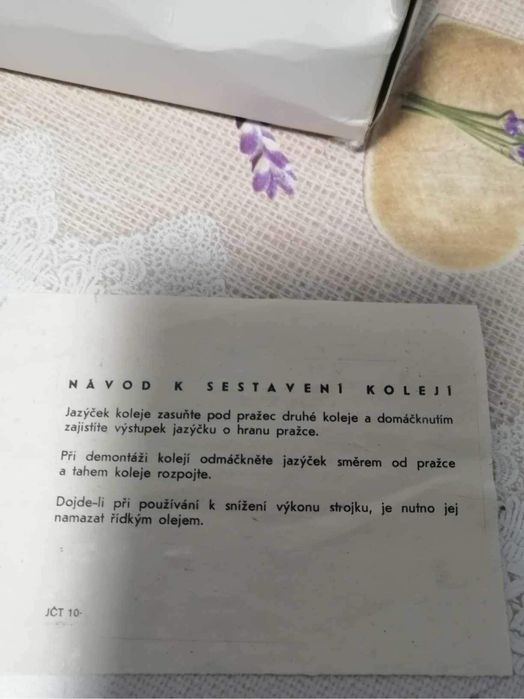 NÁVOD K SESTAVENÍ KOLEJÍ
Jazýček koleje zasuňte pod pražec druhé koleje a domáčknutím
zajistíte výstupek jazýčku o hranu pražce.
Při demontáži kolejí odmáčkněte jazýček směrem od pražce
a tahem koleje rozpojte.
Dojde-li při používání k snížení výkonu strojku, je nutno jej
namazat řídkým olejem.
JČT 10-